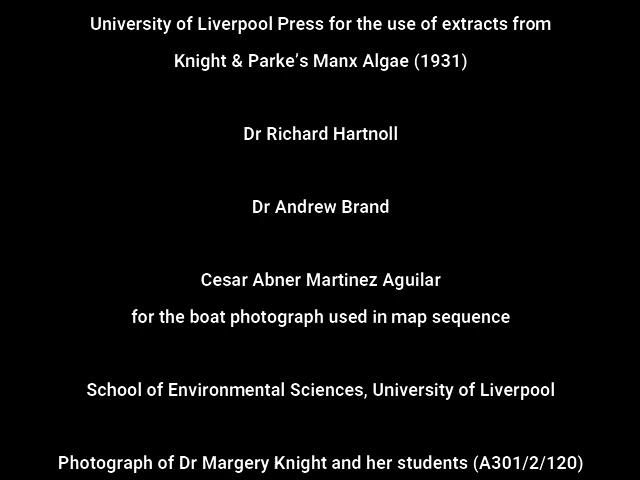 University of Liverpool Press for the use of extracts from
Knight & Parke’s Manx Algae (1931)
Dr Richard Hartnoll
Dr Andrew Brand
Cesar Abner Martinez Aguilar
for the boat photograph used in map sequence
School of Environmental Sciences, University of Liverpool
Photograph of Dr Margery Knight and her students (A301/2/120)